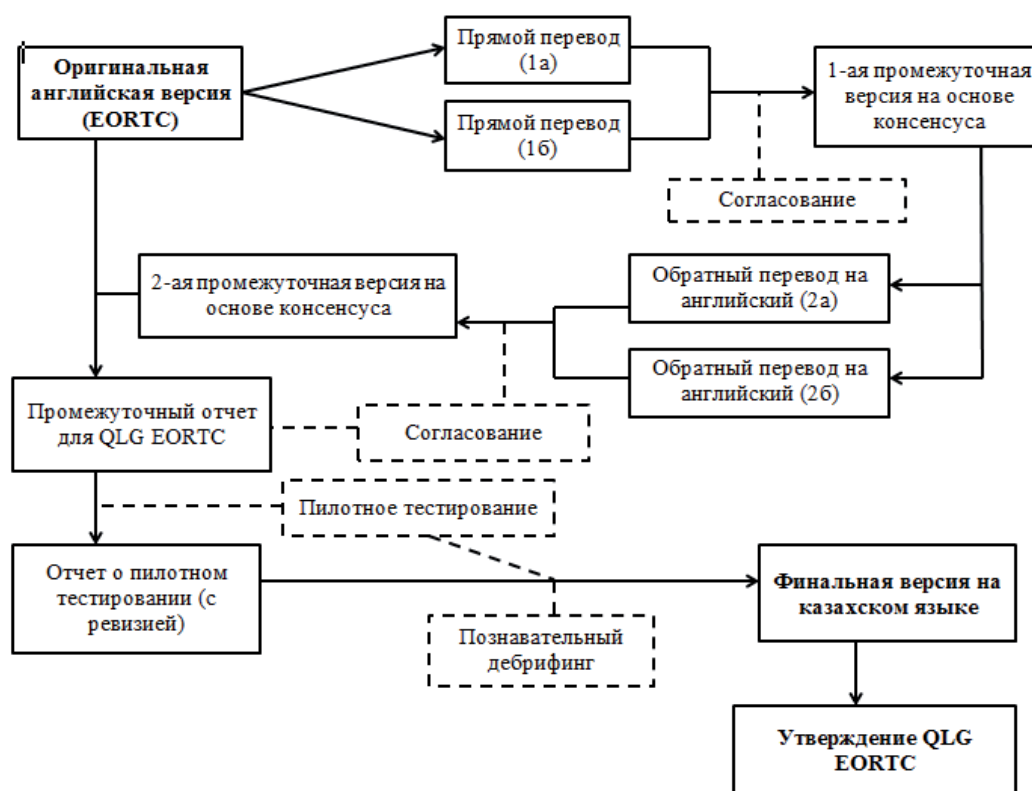 Оригинальная
английская версия
(EORTC)
Прямой перевод
(1а)
Прямой перевод
(1б)
1-ая промежуточная
версия на основе
консенсуса
Согласование
2-ая промежуточная версия на
основе консенсуса
Обратный перевод на
английский (2а)
Обратный перевод на
английский (2б)
Промежуточный отчет
для QLG EORTC
Согласование
Пилотное тестирование
Отчет о пилотном
тестировании (с
ревизией)
Познавательный
дебрифинг
Финальная версия на
казахском языке
Утверждение QLG
EORTC